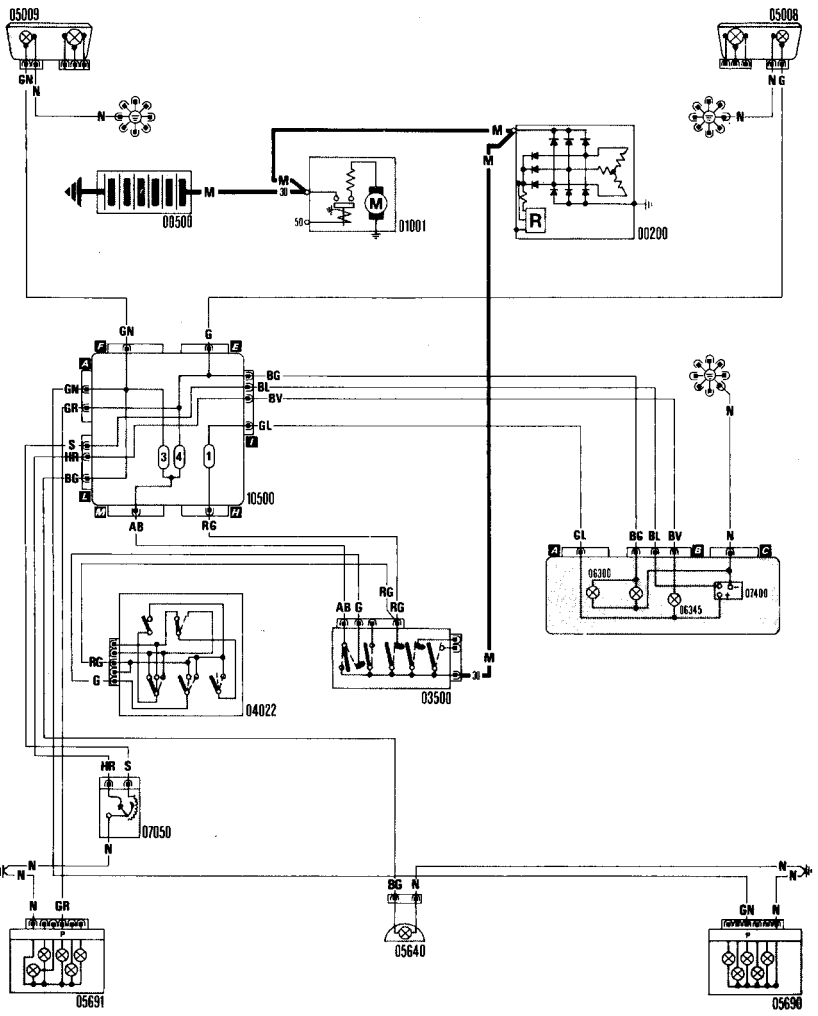 05009
05008
GN
N
N
N G
N
N
M
M
M
M
30
50
M
00500
01001
R
00200
GN
G
F
E
A
BG
BL
BV
GN
GR
GL
I
S
HR
BG
3
4
1
L
M
H
10500
AB
RG
N
GL
BG
BL
BV
N
A
B
C
06300
06345
07400
RG
AB
G
RG
RG
G
04022
03500
30
M
HR
S
07050
N
N
N
N
N
N
GR
BG
N
GN
N
P
P
05691
05640
05690